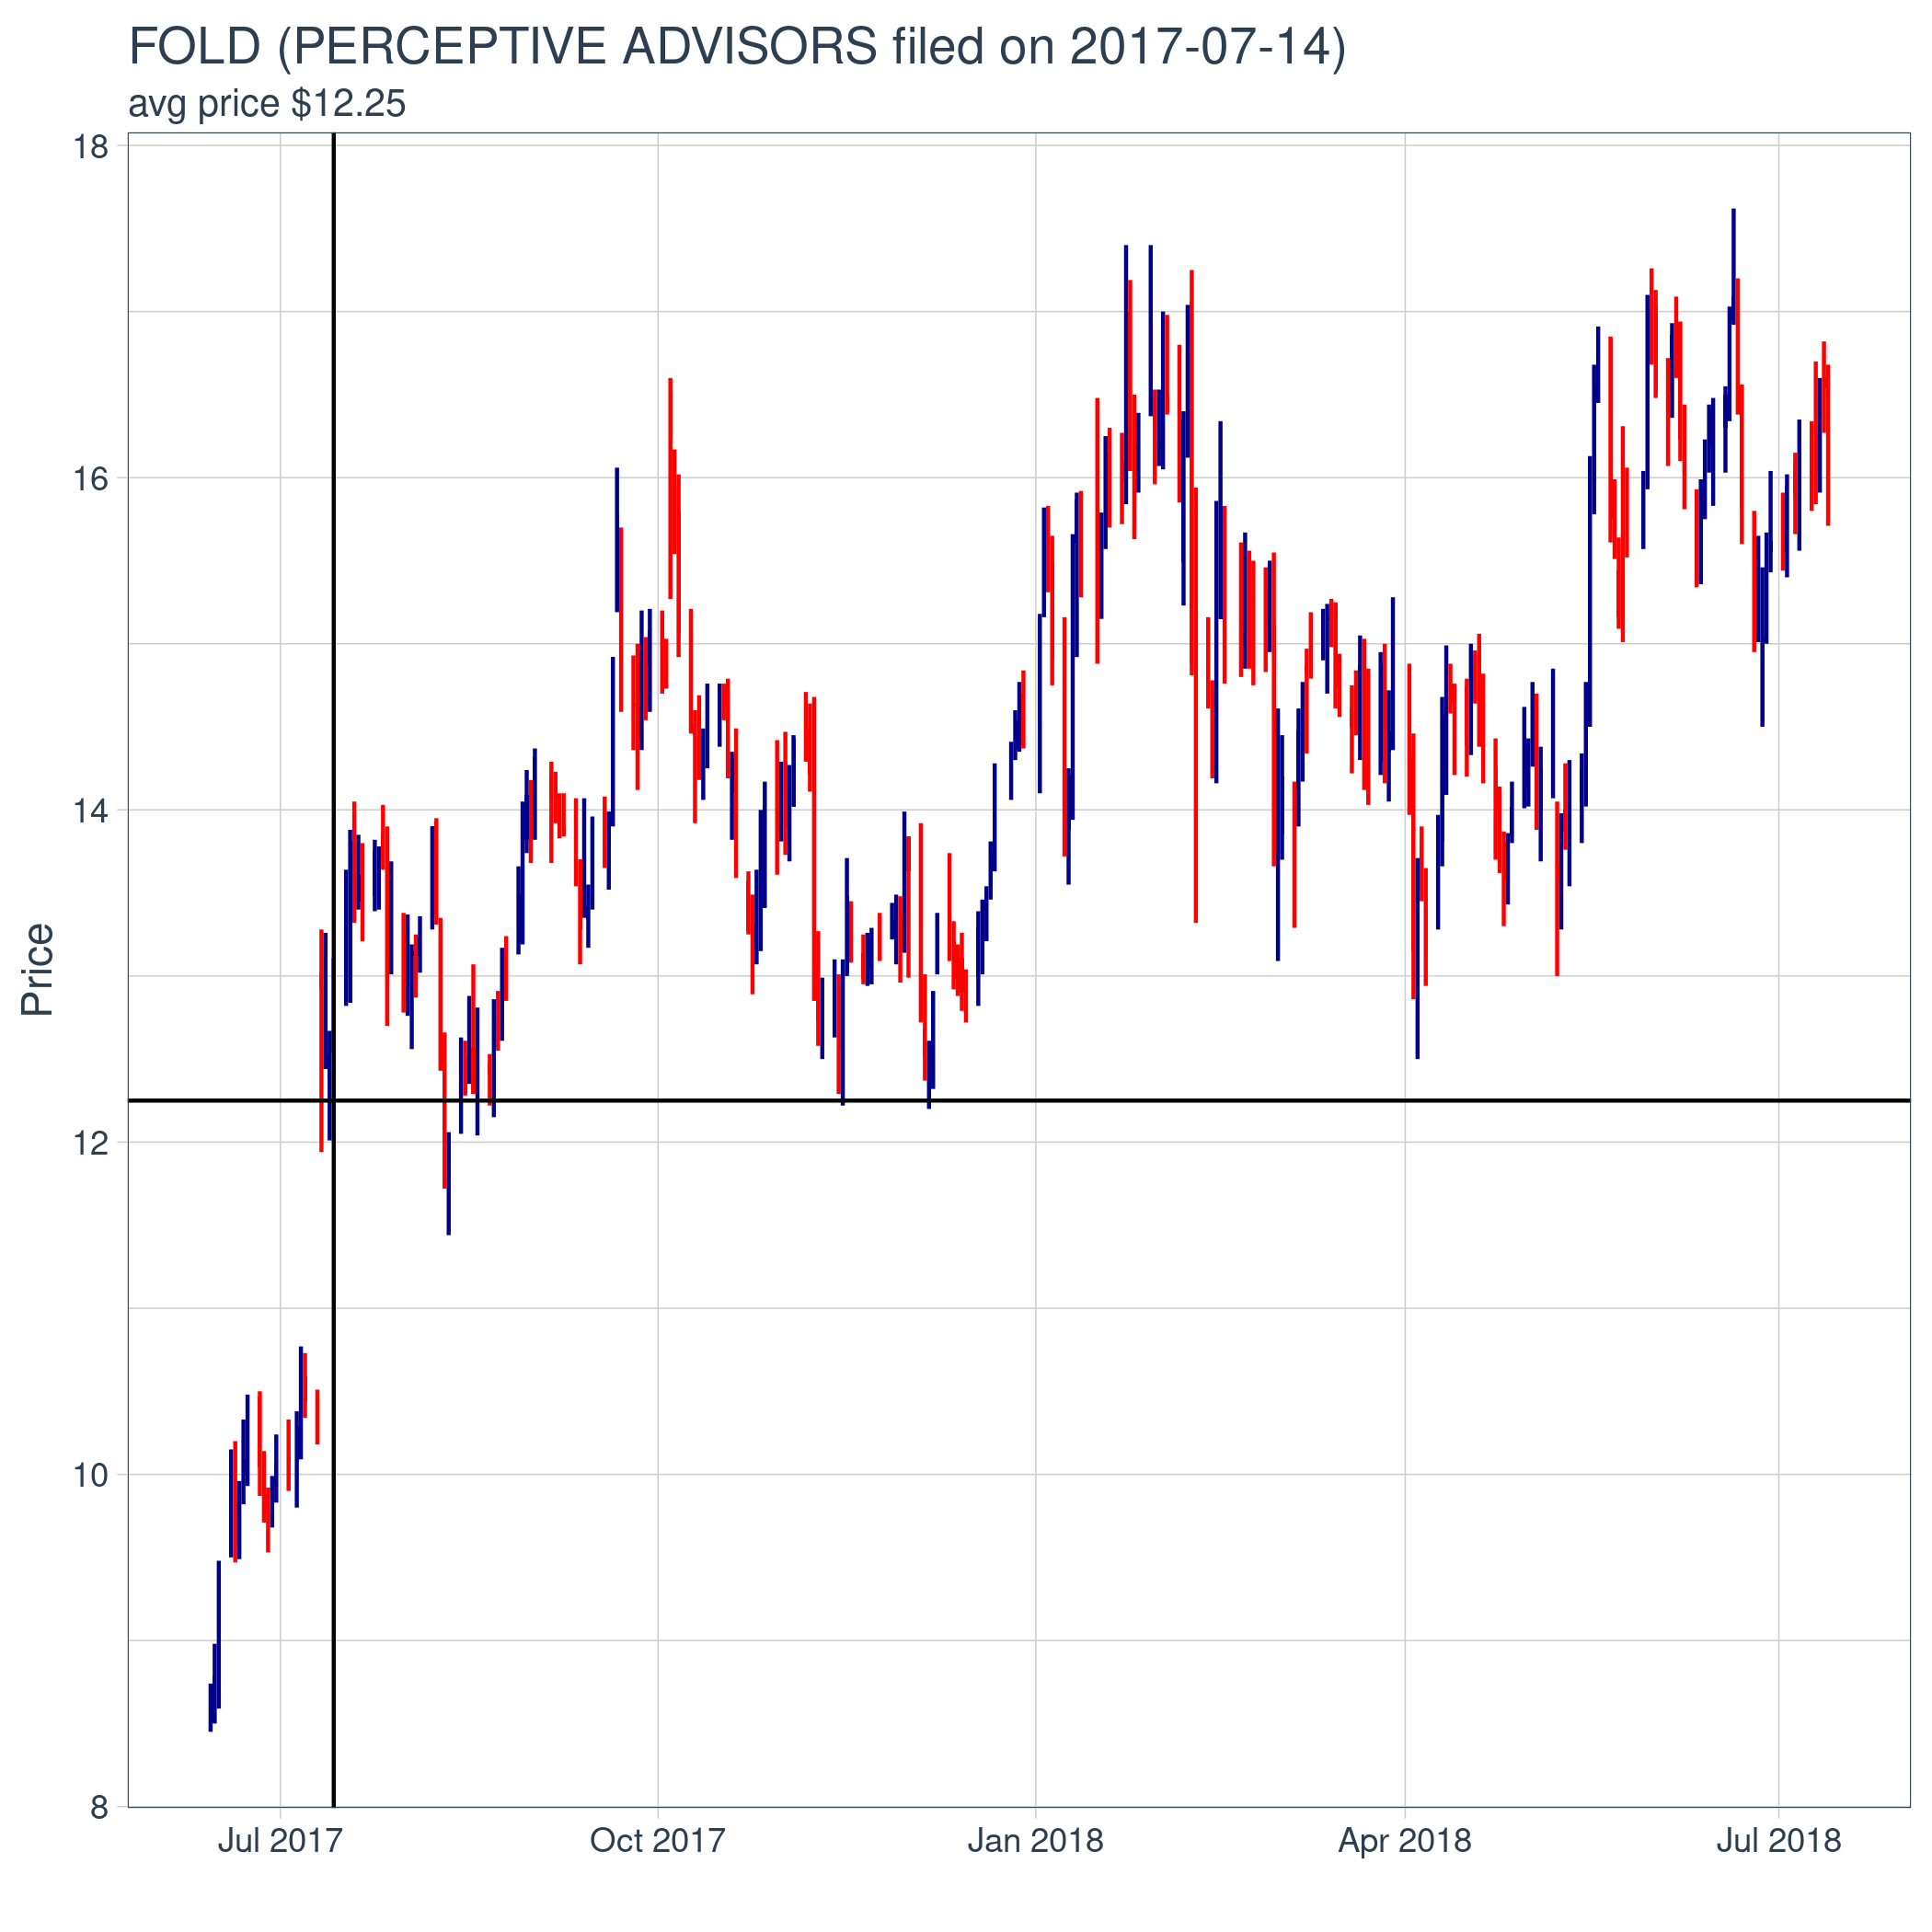 FOLD (PERCEPTIVE ADVISORS filed on 2017-07-14)
avg price $12.25
18
16
14
12
10
8
Price
Jul 2017
Oct 2017
Jan 2018
Apr 2018
Jul 2018